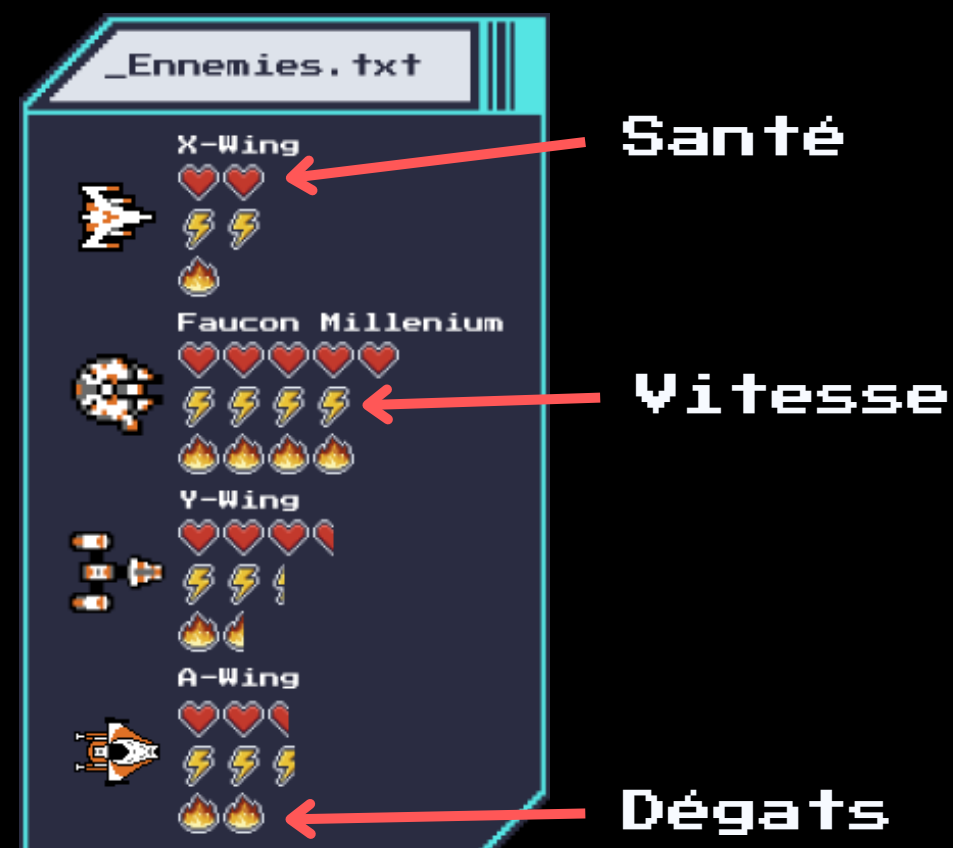 _Ennemies.txt
X-Wing
Santé
Faucon Millenium
Vitesse
Y-Wing
A-Wing
Dégats